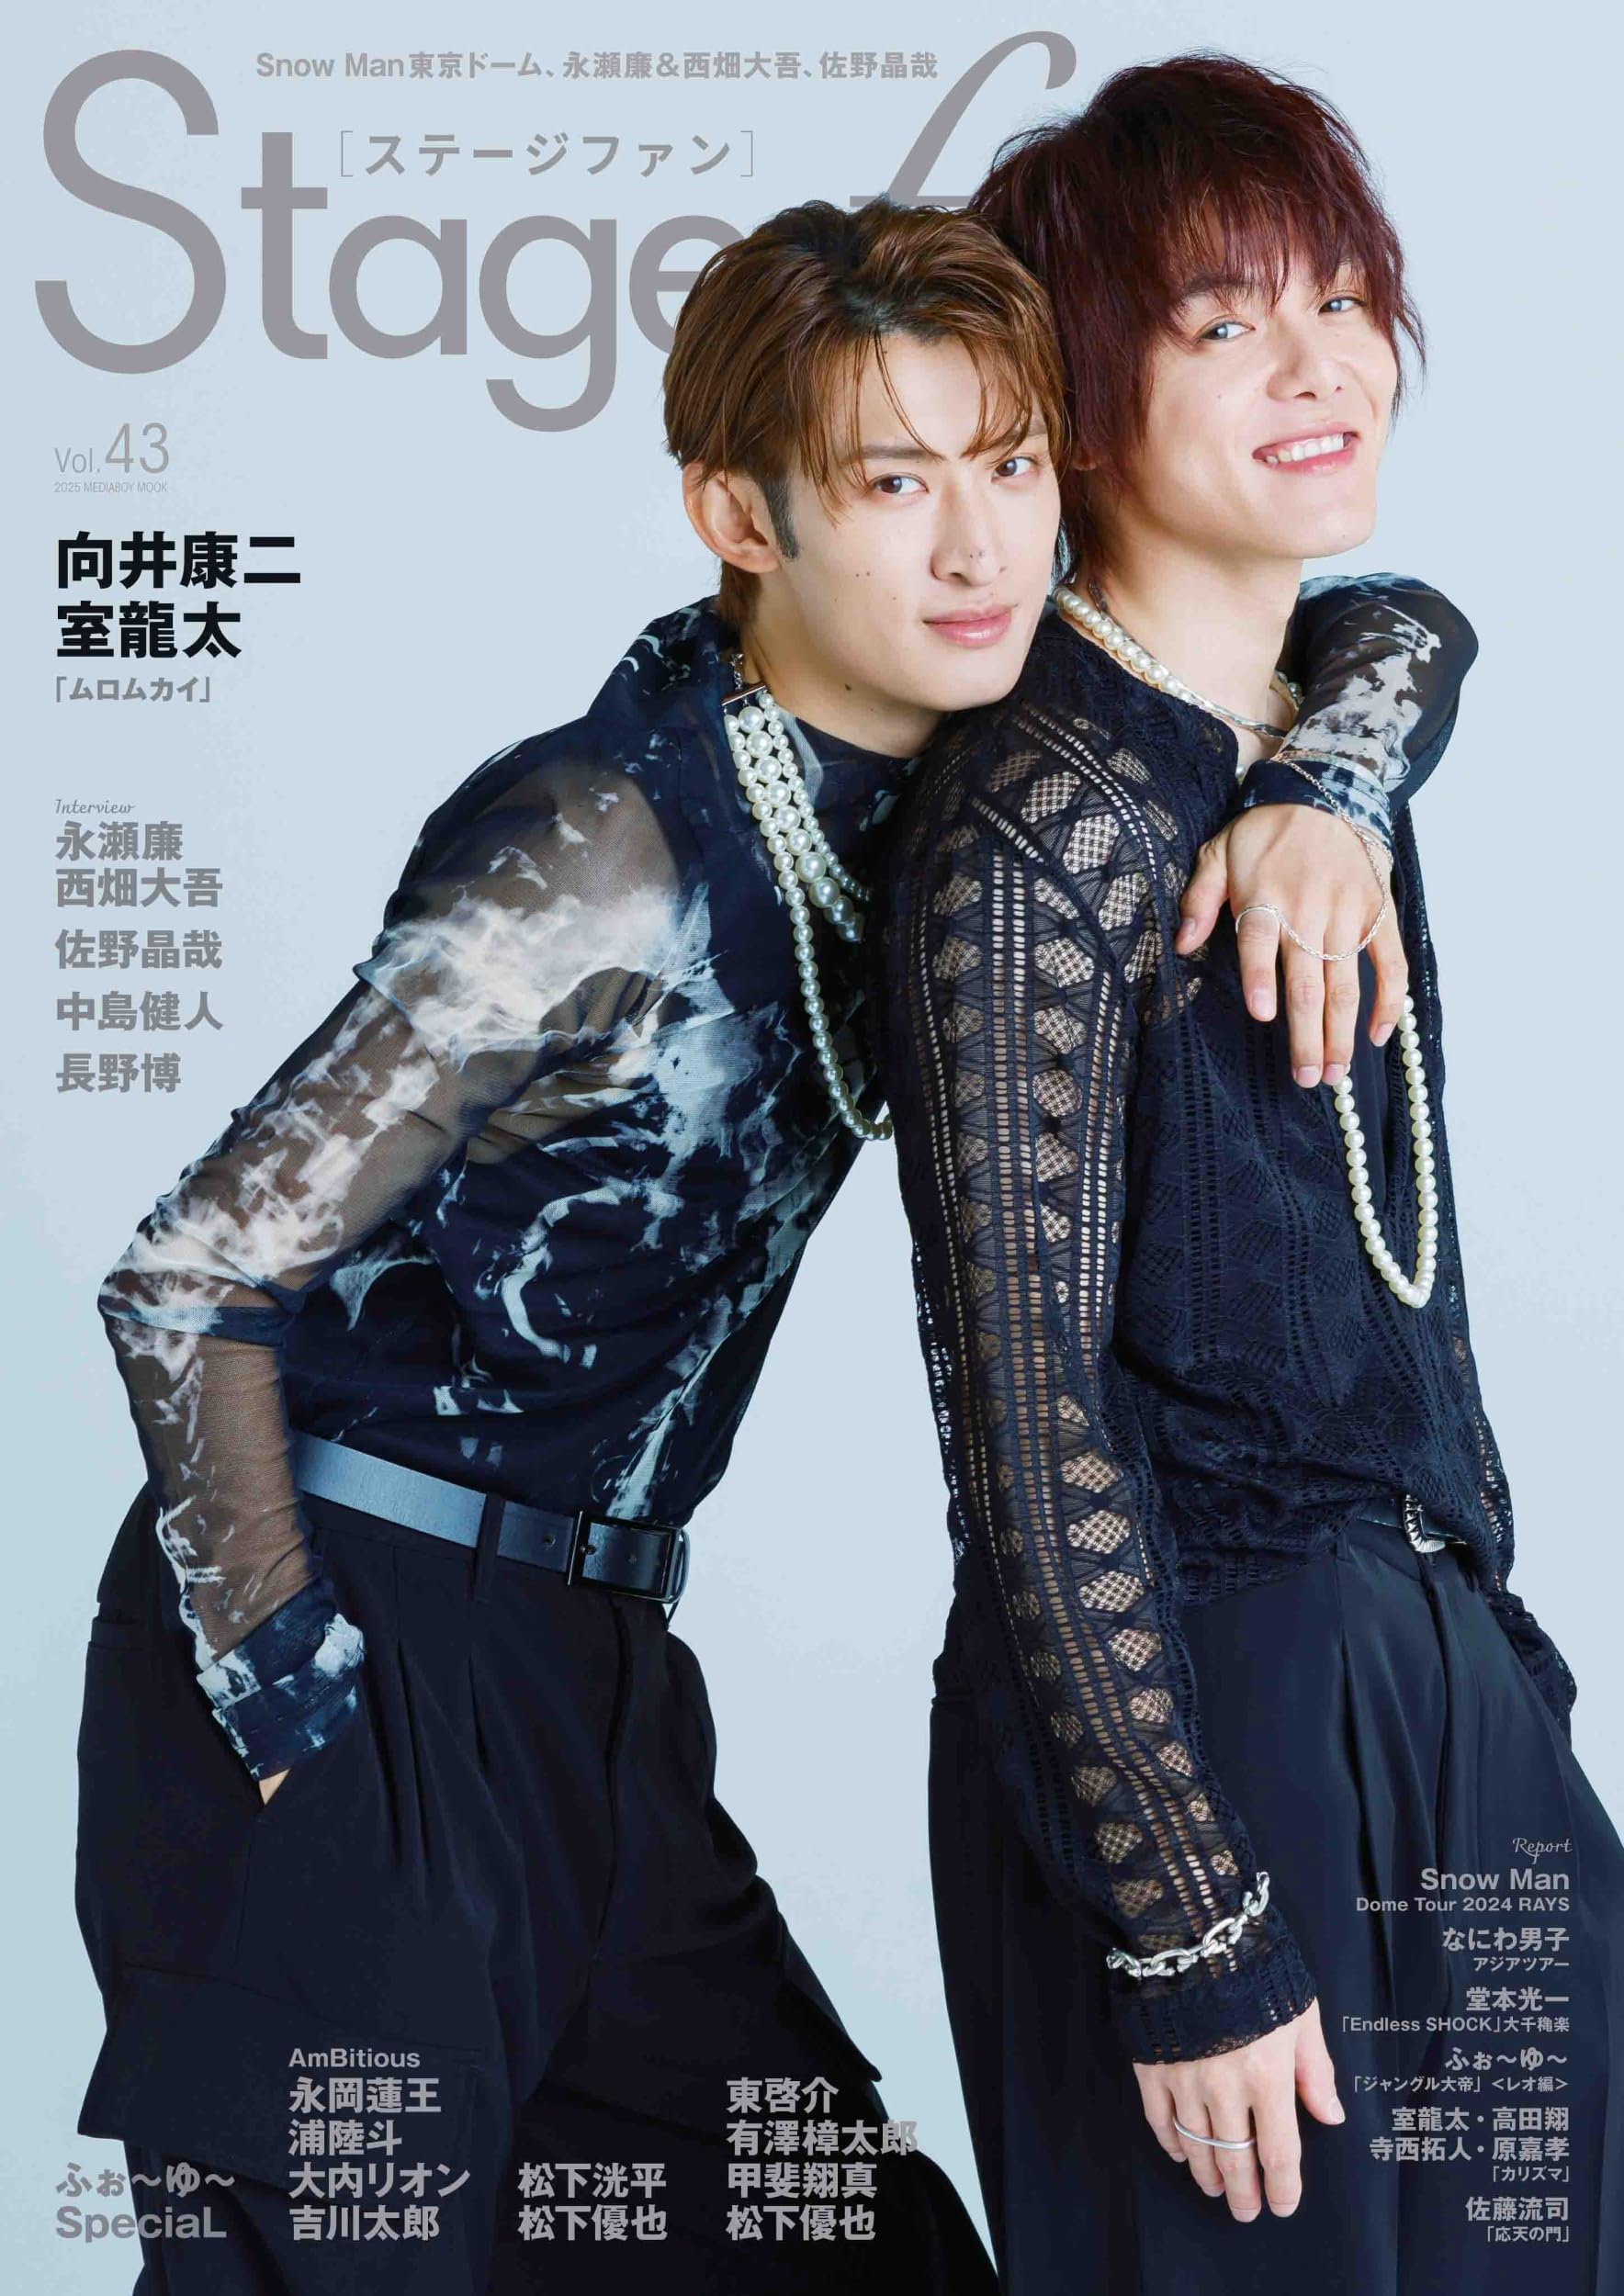 Snow Man東京ドーム、永瀬廉&西畑大吾、佐野晶哉
Stage f
[ステージファン]
Vol.43
2025 MEDIABOY MOOK
向井康二
室龍太
「ムロムカイ」
Interview
永瀬廉
西畑大吾
佐野晶哉
中島健人
長野博
ふぉ〜ゆ〜
SpeciaL
AmBitious
永岡蓮王
浦陸斗
大内リオン
吉川太郎
松下洸平
松下優也
東啓介
有澤樟太郎
甲斐翔真
松下優也
Report
Snow Man
Dome Tour 2024 RAYS
なにわ男子
アジアツアー
堂本光一
「Endless SHOCK」大千穐楽
ふぉ〜ゆ〜
「ジャングル大帝」<レオ編>
室龍太・高田翔
寺西拓人・原嘉孝
「カリズマ」
佐藤流司
「応天の門」